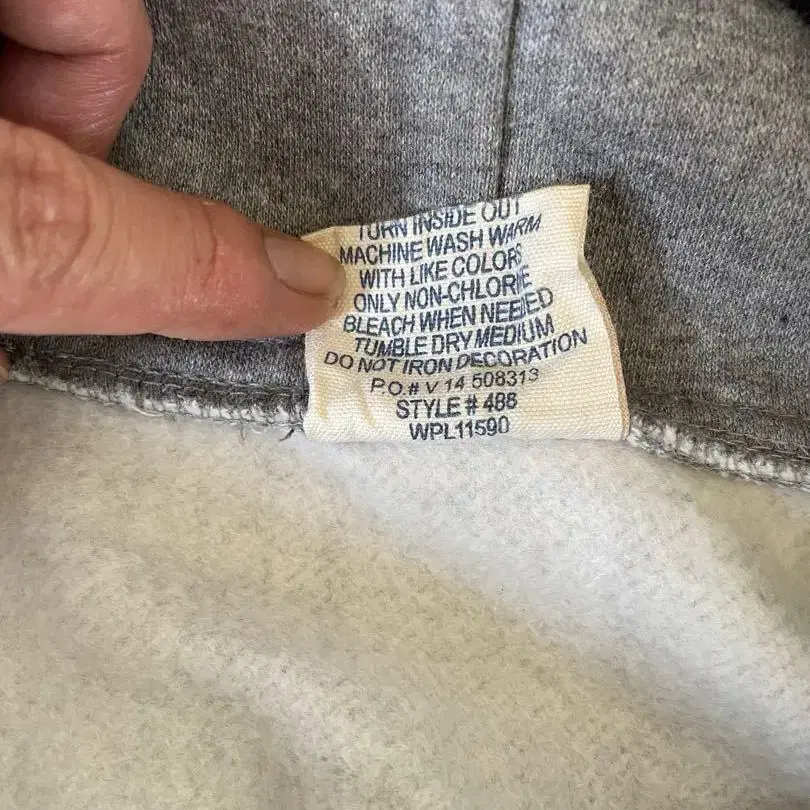 TURN INSIDE OUT
MACHINE WASH WARM
WITH LIKE COLORS
ONLY NON-CHLORINE
BLEACH WHEN NEEDED
TUMBLE DRY MEDIUM
DO NOT IRON DECORATION
P.O.# V 14 508313
STYLE # 488
WPL11590